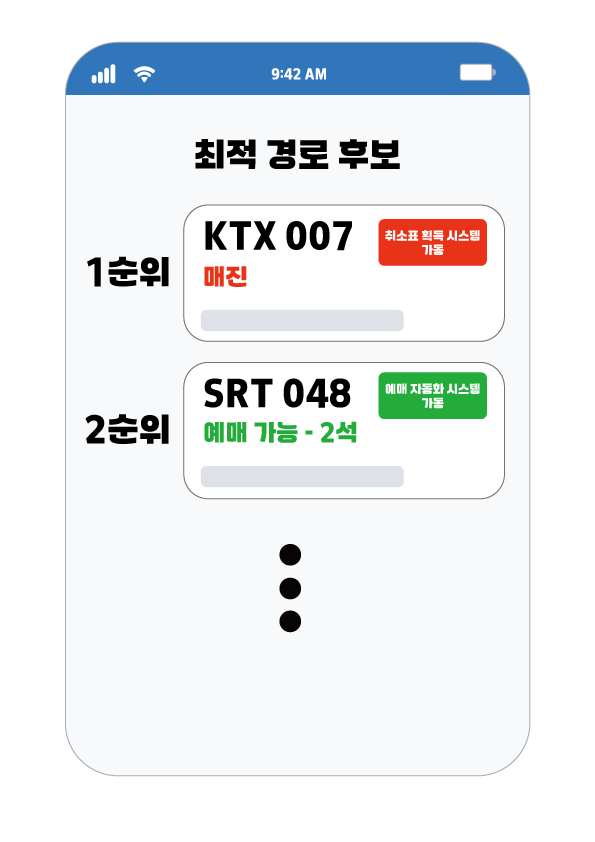 9:42 AM
최적 경로 후보
1순위
KTX 007
매진
취소표 획득 시스템
가동
2순위
SRT 048
예매 가능 - 2석
예매 자동화 시스템
가동